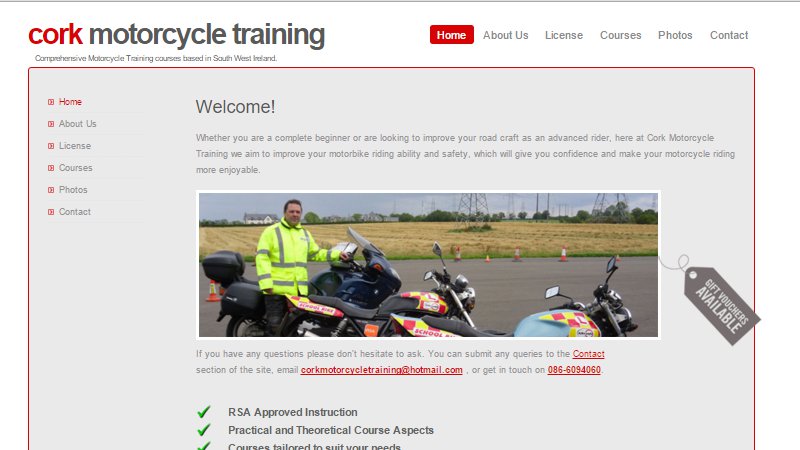 cork motorcycle training
Comprehensive Motorcycle Training courses based in South West Ireland.
Home About Us License Courses Photos Contact
Home
About Us
License
Courses
Photos
Contact
Welcome!
Whether you are a complete beginner or are looking to improve your road craft as an advanced rider, here at Cork Motorcycle
Training we aim to improve your motorbike riding ability and safety, which will give you confidence and make your motorcycle riding
more enjoyable.
SCHOOL BIKE
SCHOOL BIKE
GIFT VOUCHERS
AVAILABLE
If you have any questions please don't hesitate to ask. You can submit any queries to the Contact
section of the site, email corkmotorcycletraining@hotmail.com , or get in touch on 086-6094060.
RSA Approved Instruction
Practical and Theoretical Course Aspects
Courses tailored to suit your needs